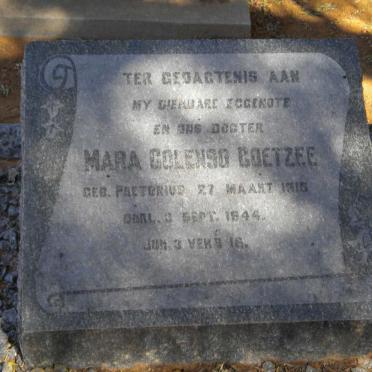 TER GEDAGTENIS AAN
MY DIERBARE EGGENOTE
EN ONS DOGTER
MARA COLENSO COETZEE
GEB. PRETORIUS 27 MAART 1915
OORL. 3 SEPT. 1944.
JOH. 3 VERS 16.